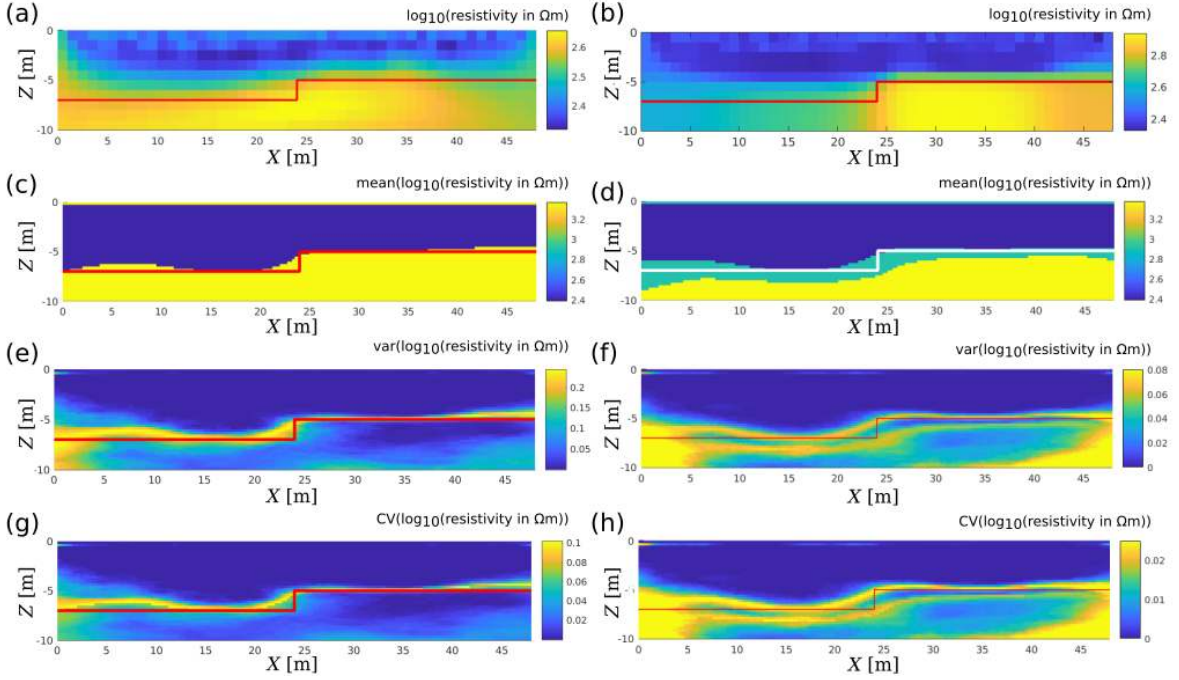 (a) log10(resistivity in Ωm)
0
-5
-10
Z [m]
0 5 10 15 20 25 30 35 40 45
X [m]
2.6
2.5
2.4
(b) log10(resistivity in Ωm)
0
-5
-10
Z [m]
0 5 10 15 20 25 30 35 40 45
X [m]
2.8
2.6
2.4
(c) mean(log10(resistivity in Ωm))
0
-5
-10
Z [m]
0 5 10 15 20 25 30 35 40 45
X [m]
3.2
3
2.8
2.6
2.4
(d) mean(log10(resistivity in Ωm))
0
-5
-10
Z [m]
0 5 10 15 20 25 30 35 40 45
X [m]
3.2
3
2.8
2.6
2.4
(e) var(log10(resistivity in Ωm))
0
-5
-10
Z [m]
0 5 10 15 20 25 30 35 40 45
X [m]
0.2
0.15
0.1
0.05
(f) var(log10(resistivity in Ωm))
0
-5
-10
Z [m]
0 5 10 15 20 25 30 35 40 45
X [m]
0.08
0.06
0.04
0.02
0
(g) CV(log10(resistivity in Ωm))
0
-5
-10
Z [m]
0 5 10 15 20 25 30 35 40 45
X [m]
0.1
0.08
0.06
0.04
0.02
(h) CV(log10(resistivity in Ωm))
0
-5
-10
Z [m]
0 5 10 15 20 25 30 35 40 45
X [m]
0.02
0.01
0